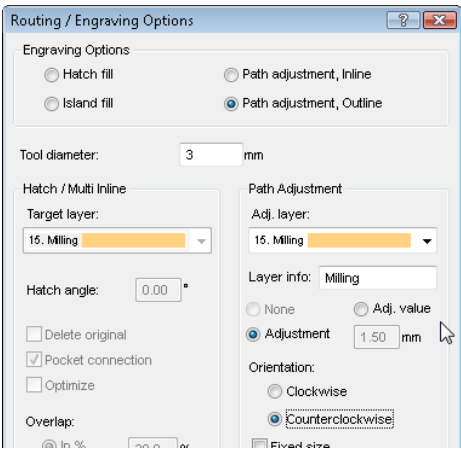 Routing / Engraving Options
?
Engraving Options
Hatch fill
Path adjustment, Inline
Island fill
Path adjustment, Outline
Tool diameter: 3 mm
Hatch / Multi Inline
Target layer:
15. Milling
Hatch angle: 0.00 °
Delete original
Pocket connection
Optimize
Overlap:
In %
20.0 %
Path Adjustment
Adj. layer:
15. Milling
Layer info: Milling
None
Adj. value
Adjustment 1.50 mm
Orientation:
Clockwise
Counterclockwise
Fixed size